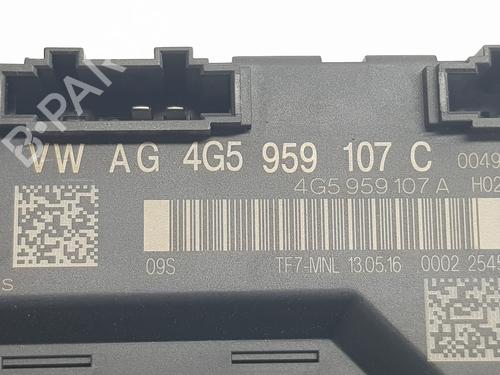 B-PARTS
VW AG 4G5 959 107 C 0049
4G5 959 107 A H02
09S TF7-MNL 13.05.16 0002 2545
S